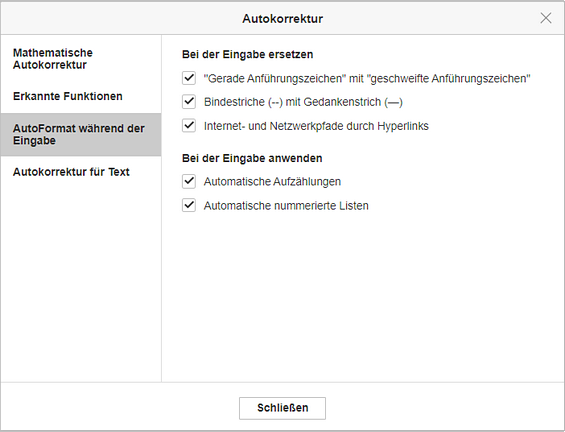 Autokorrektur
Mathematische
Autokorrektur
Erkannte Funktionen
AutoFormat während der
Eingabe
Autokorrektur für Text
Bei der Eingabe ersetzen
"Gerade Anführungszeichen" mit "geschweifte Anführungszeichen"
Bindestriche (--) mit Gedankenstrich (—)
Internet- und Netzwerkpfade durch Hyperlinks
Bei der Eingabe anwenden
Automatische Aufzählungen
Automatische nummerierte Listen
Schließen